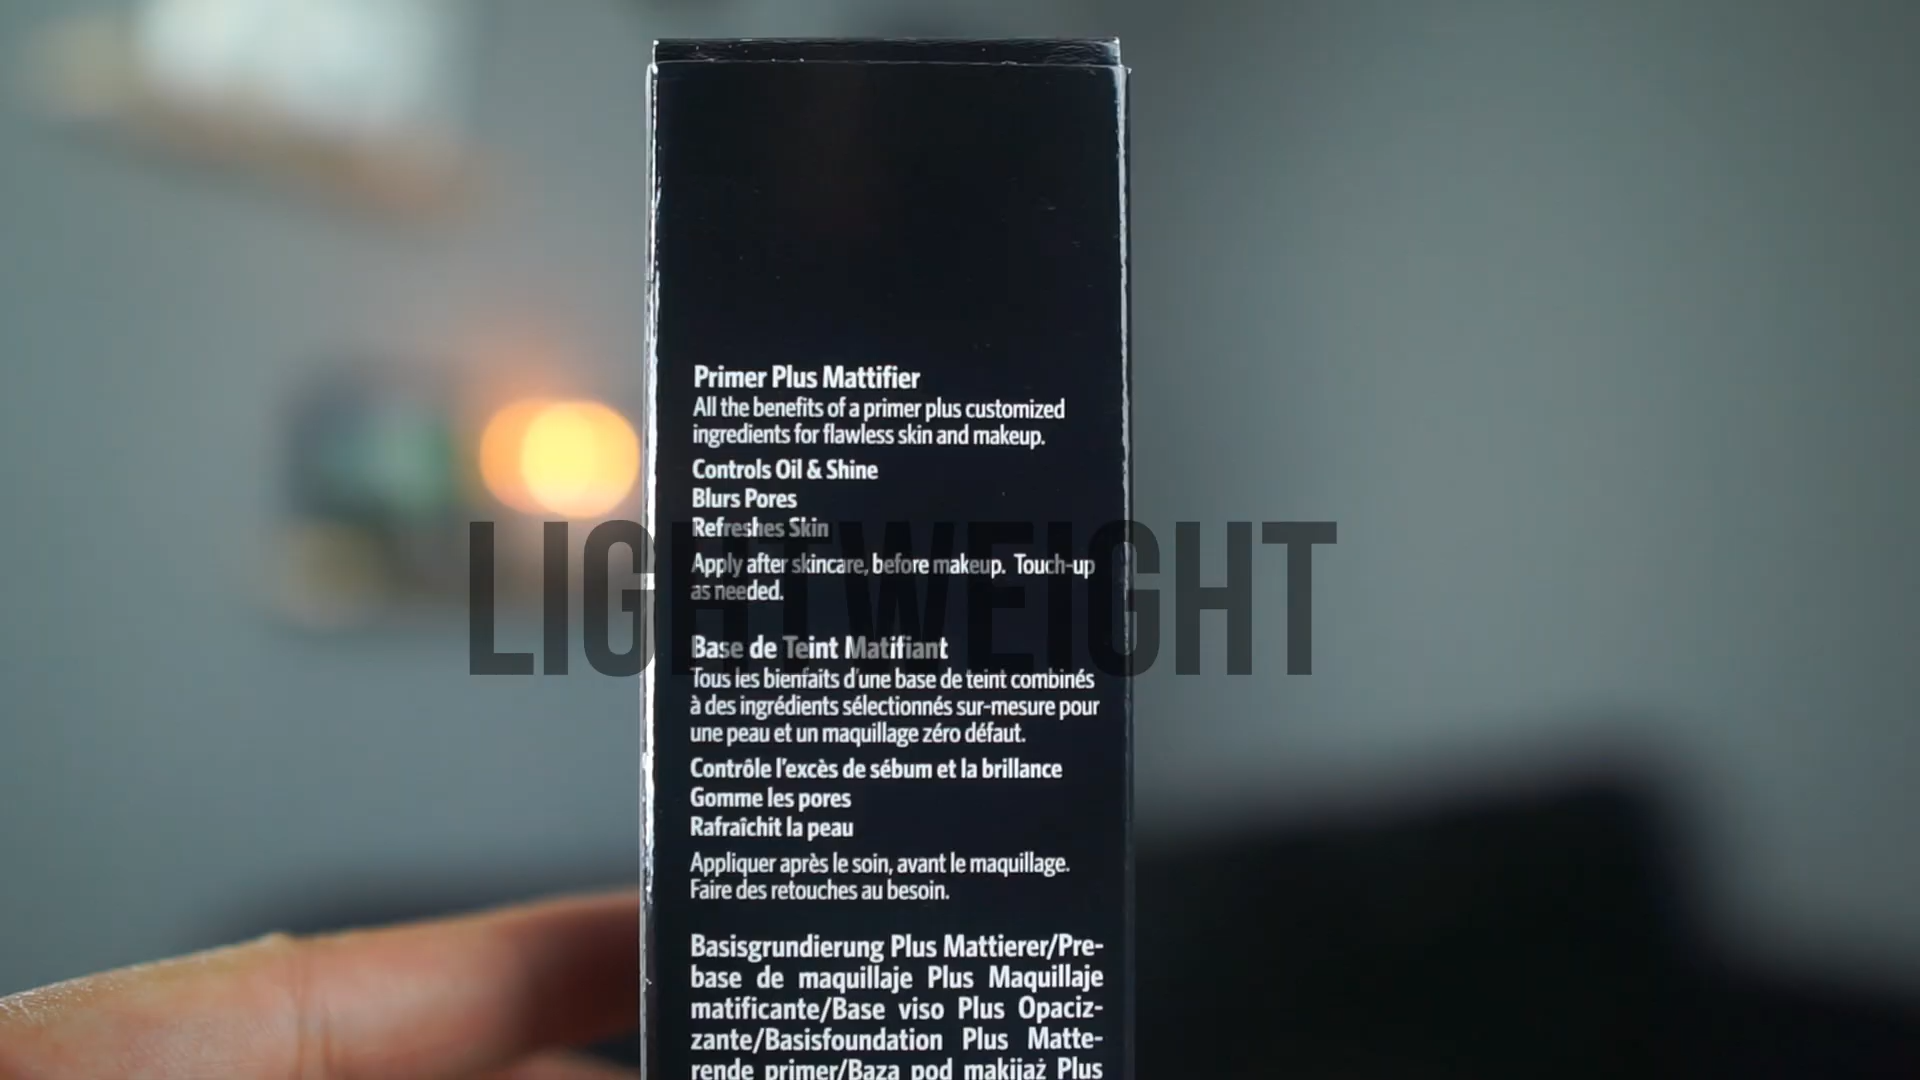 Primer Plus Mattifier
All the benefits of a primer plus customized
ingredients for flawless skin and makeup.
Controls Oil & Shine
Blurs Pores
Refreshes Skin
LIGHTWEIGHT
Apply after skincare, before makeup. Touch-up
as needed.
Base de Teint Matifiant
Tous les bienfaits d'une base de teint combinés
à des ingrédients sélectionnés sur-mesure pour
une peau et un maquillage zéro défaut.
Contrôle l'excès de sébum et la brillance
Gomme les pores
Rafraîchit la peau
Appliquer après le soin, avant le maquillage.
Faire des retouches au besoin.
Basisgrundierung Plus Mattierer/Pre-
base de maquillaje Plus Maquillaje
matificante/Base viso Plus Opaciz-
zante/Basisfoundation Plus Matte-
rende primer/Baza pod makijaż Plus